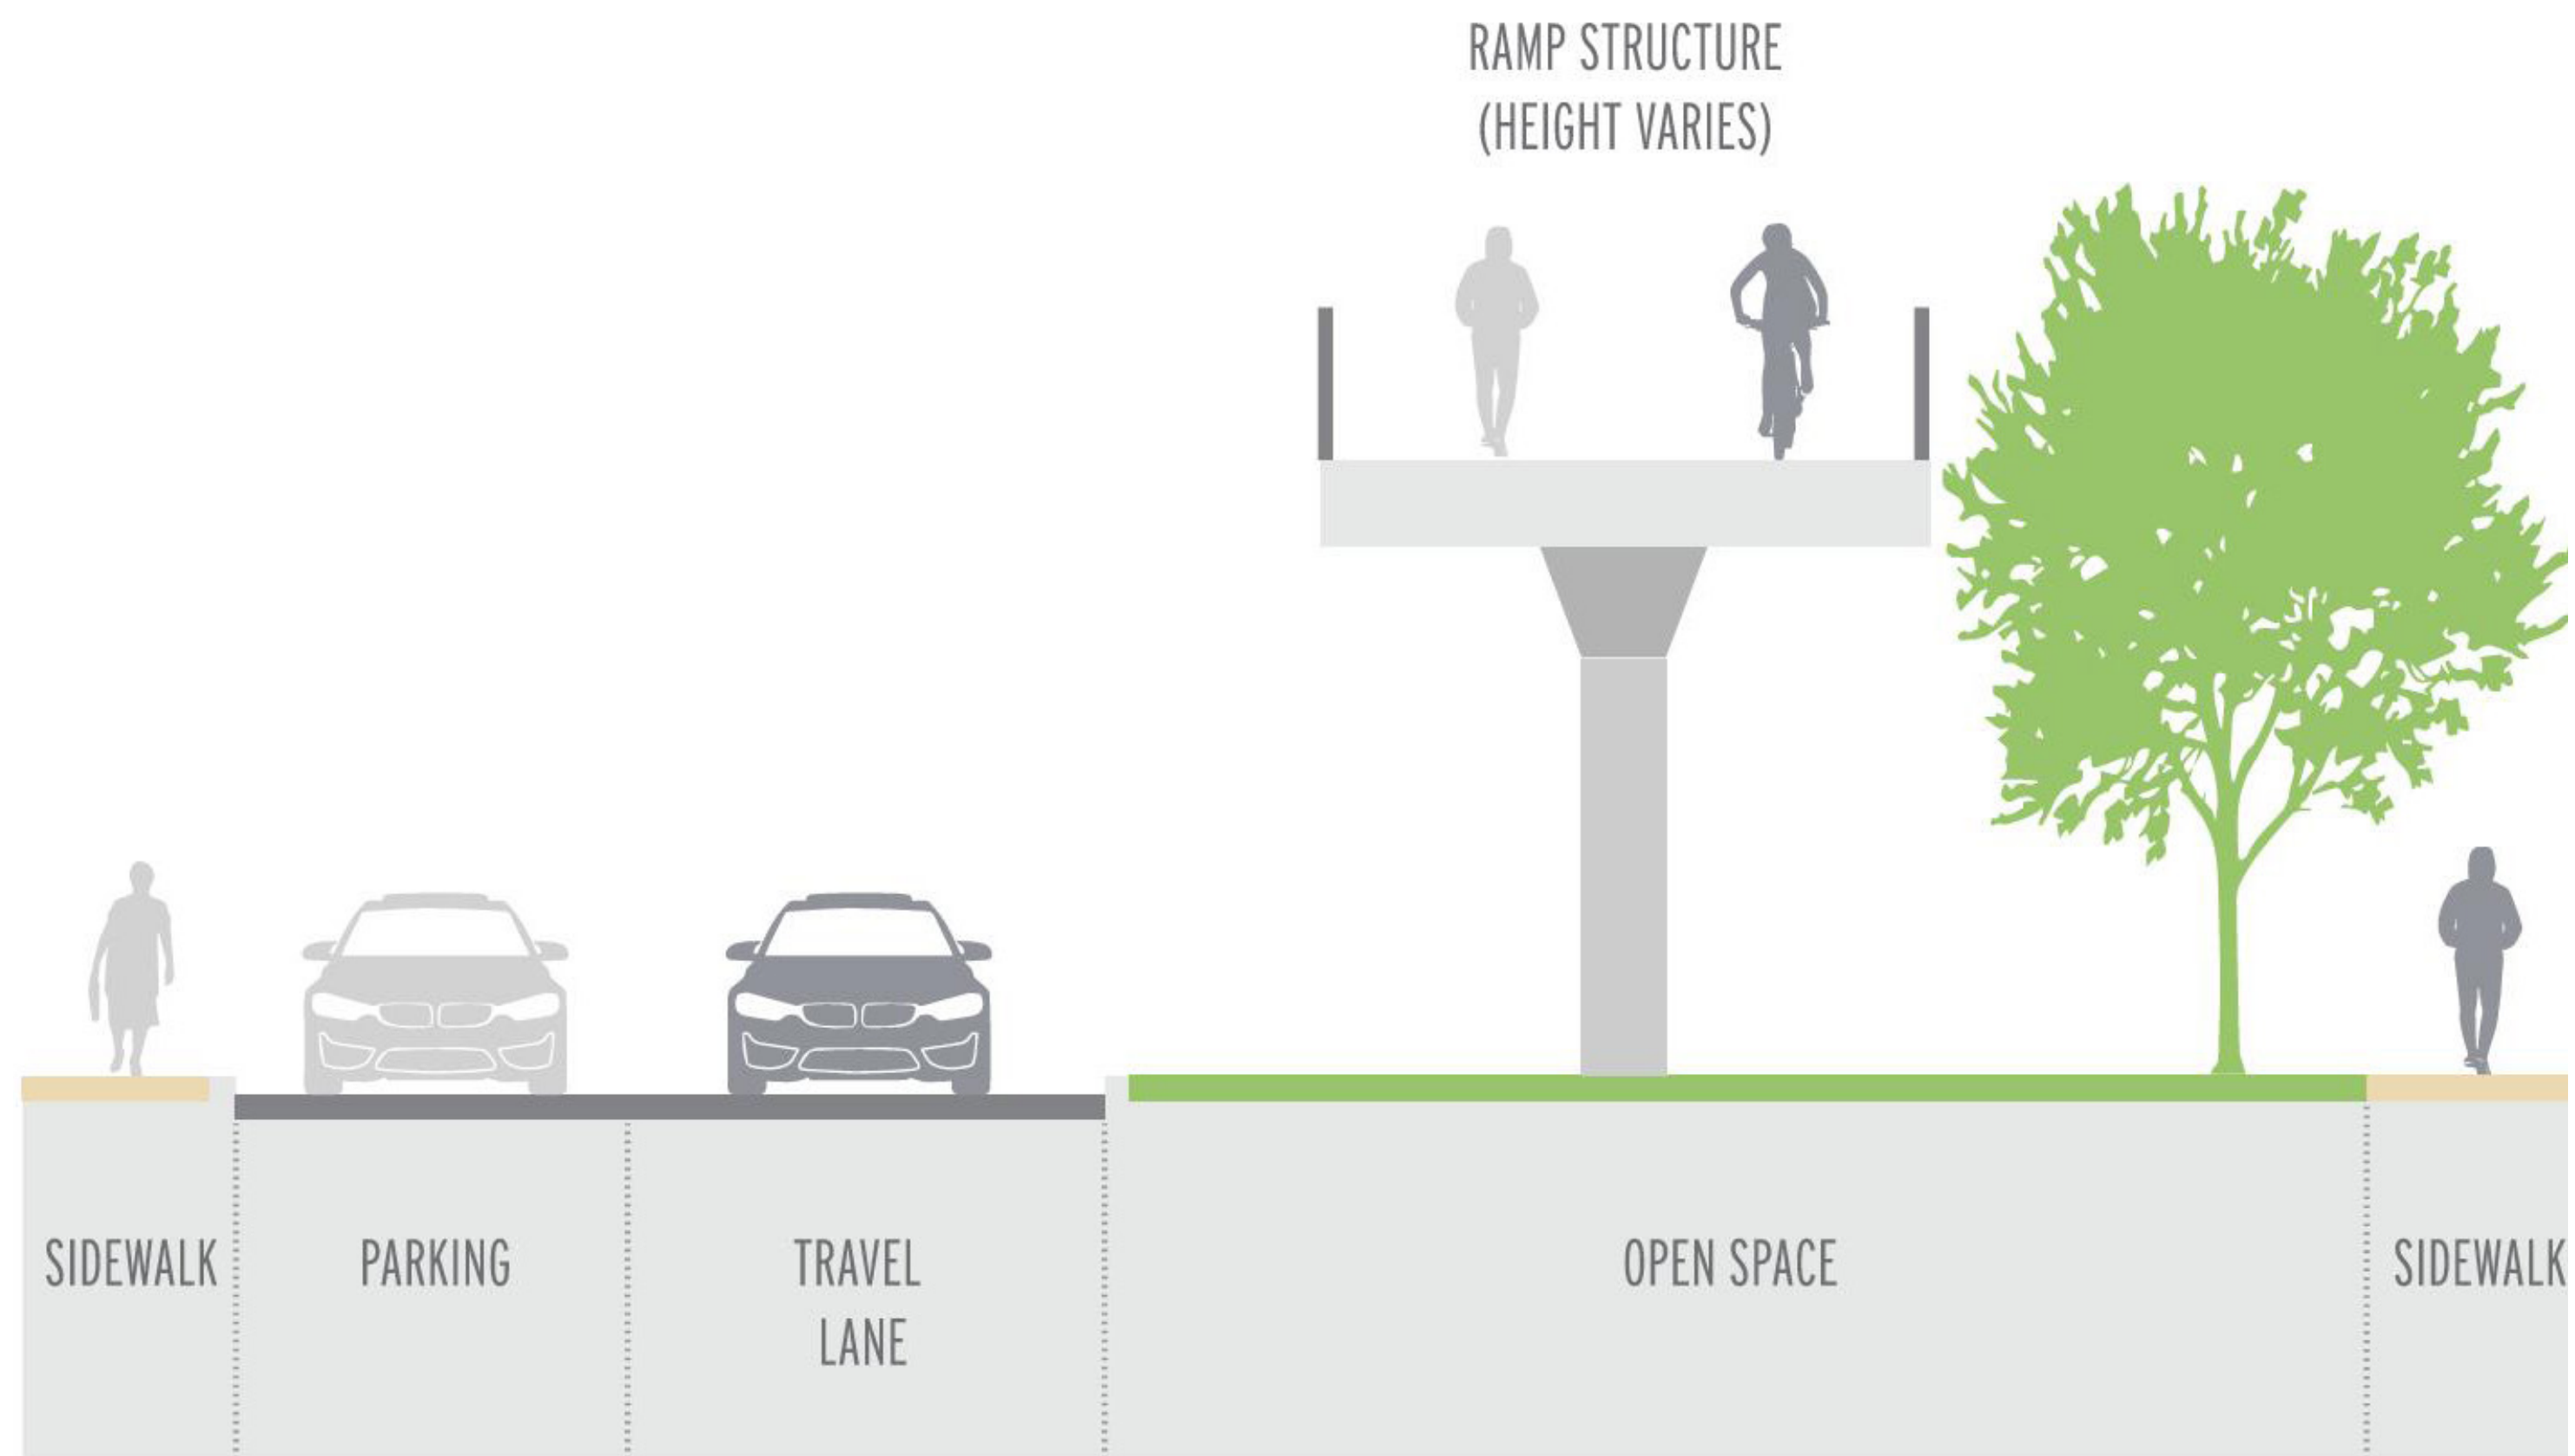 RAMP STRUCTURE
(HEIGHT VARIES)
SIDEWALK
PARKING
TRAVEL
LANE
OPEN SPACE
SIDEWALK